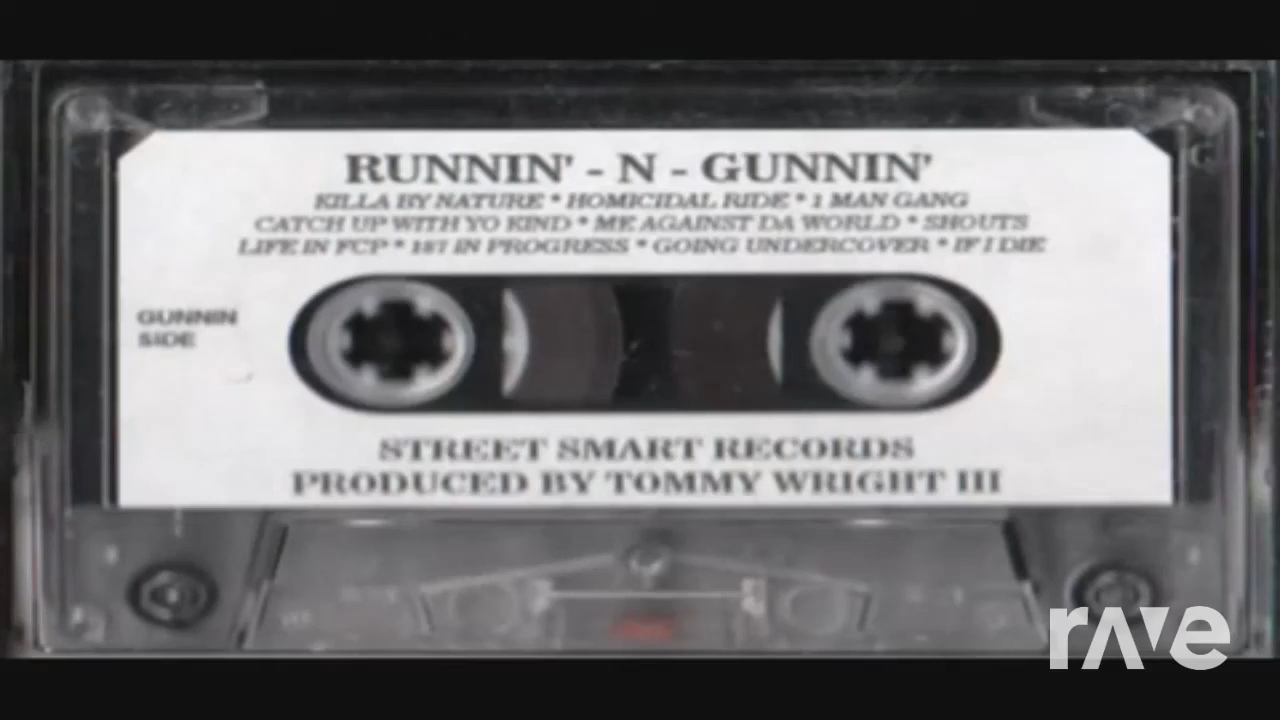 RUNNIN' - N - GUNNIN'
KILLA BY NATURE * HOMICIDAL RIDE * 1 MAN GANG
CATCH UP WITH YO KIND * ME AGAINST DA WORLD * SHOUTS
LIFE IN FCP * 187 IN PROGRESS * GOING UNDERCOVER * IF I DIE
GUNNIN
SIDE
STREET SMART RECORDS
PRODUCED BY TOMMY WRIGHT III
rave